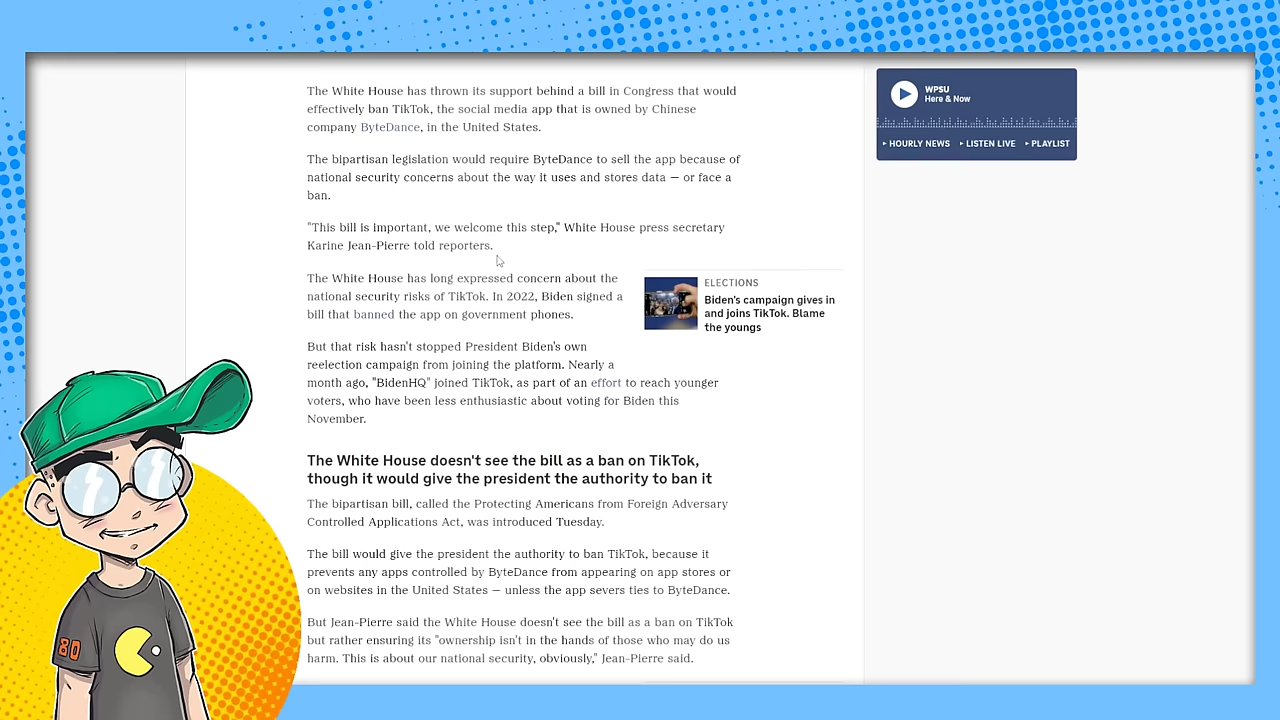 The White House has thrown its support behind a bill in Congress that would
effectively ban TikTok, the social media app that is owned by Chinese
company ByteDance, in the United States.
The bipartisan legislation would require ByteDance to sell the app because of
national security concerns about the way it uses and stores data — or face a
ban.
"This bill is important, we welcome this step," White House press secretary
Karine Jean-Pierre told reporters.
The White House has long expressed concern about the
national security risks of TikTok. In 2022, Biden signed a
bill that banned the app on government phones.
ELECTIONS
Biden's campaign gives in
and joins TikTok. Blame
the youngs
But that risk hasn't stopped President Biden's own
reelection campaign from joining the platform. Nearly a
month ago, "BidenHQ" joined TikTok, as part of an effort to reach younger
voters, who have been less enthusiastic about voting for Biden this
November.
The White House doesn't see the bill as a ban on TikTok,
though it would give the president the authority to ban it
The bipartisan bill, called the Protecting Americans from Foreign Adversary
Controlled Applications Act, was introduced Tuesday.
The bill would give the president the authority to ban TikTok, because it
prevents any apps controlled by ByteDance from appearing on app stores or
on websites in the United States — unless the app severs ties to ByteDance.
But Jean-Pierre said the White House doesn't see the bill as a ban on TikTok
but rather ensuring its "ownership isn't in the hands of those who may do us
harm. This is about our national security, obviously," Jean-Pierre said.
WPSU
Here & Now
HOURLY NEWS LISTEN LIVE PLAYLIST
80